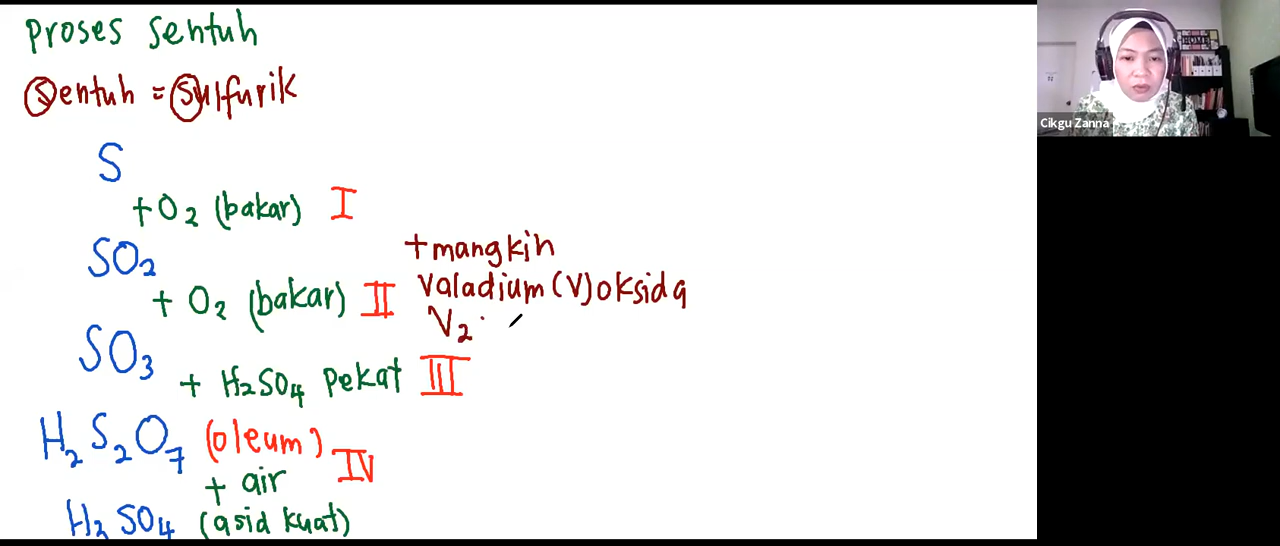 Proses Sentuh
Sentuh = Sulfurik
S
+ O2 (bakar) I
SO2
+ mangkin
valadium (V) oksida
+ O2 (bakar) II
V2
SO3
+ H2SO4 pekat III
H2S2O7 (oleum)
IV
+ air
H2SO4 (asid kuat)
Cikgu Zanna
HOME